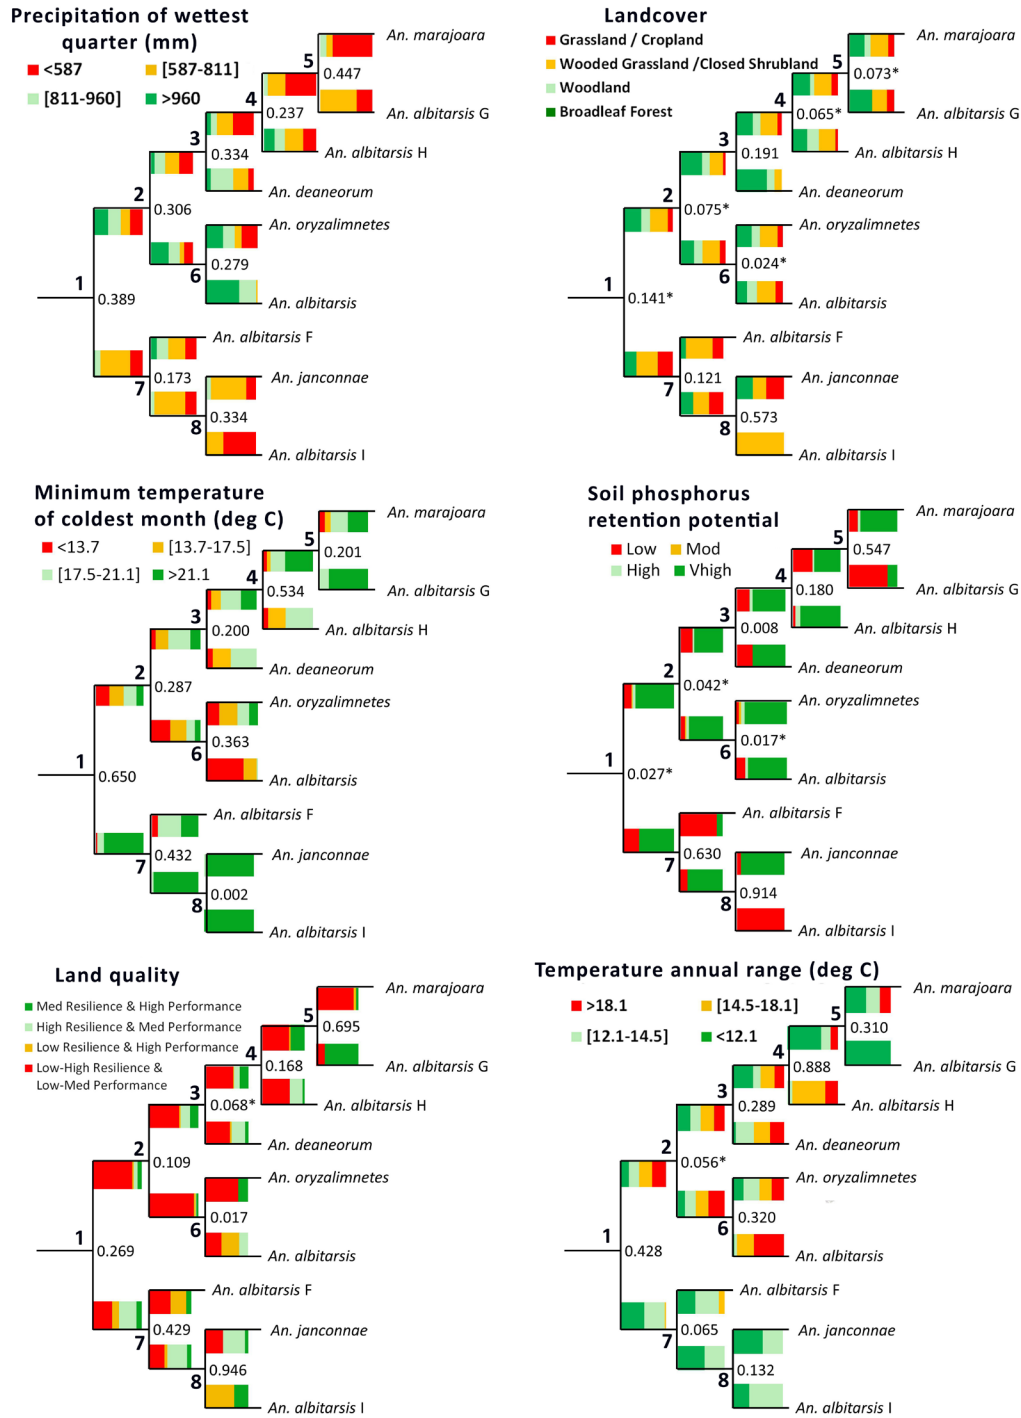 Precipitation of wettest
quarter (mm)
<587
[587-811]
[811-960]
>960
An. marajoara
5
0.447
4
0.237
An. albitarsis G
3
0.334
An. albitarsis H
2
0.306
An. deaneorum
An. oryzalimnetes
0.279
6
1
0.389
An. albitarsis
An. albitarsis F
0.173
7
An. janconnae
0.334
8
An. albitarsis I
Landcover
Grassland / Cropland
Wooded Grassland /Closed Shrubland
Woodland
Broadleaf Forest
An. marajoara
5
0.073*
4
0.065*
An. albitarsis G
3
0.191
An. albitarsis H
2
0.075*
An. deaneorum
An. oryzalimnetes
0.024*
6
1
0.141*
An. albitarsis
An. albitarsis F
0.121
7
An. janconnae
0.573
8
An. albitarsis I
Minimum temperature
of coldest month (deg C)
<13.7
[13.7-17.5]
[17.5-21.1]
>21.1
An. marajoara
5
0.201
4
0.534
An. albitarsis G
3
0.200
An. albitarsis H
2
0.287
An. deaneorum
An. oryzalimnetes
0.363
6
1
0.650
An. albitarsis
An. albitarsis F
0.432
7
An. janconnae
0.002
8
An. albitarsis I
Soil phosphorus
retention potential
Low
Mod
High
Vhigh
An. marajoara
5
0.547
4
0.180
An. albitarsis G
3
0.008
An. albitarsis H
2
0.042*
An. deaneorum
An. oryzalimnetes
0.017*
6
1
0.027*
An. albitarsis
An. albitarsis F
0.630
7
An. janconnae
0.914
8
An. albitarsis I
Land quality
Med Resilience & High Performance
High Resilience & Med Performance
Low Resilience & High Performance
Low-High Resilience &
Low-Med Performance
An. marajoara
5
0.695
4
0.168
An. albitarsis G
3
0.068*
An. albitarsis H
2
0.109
An. deaneorum
An. oryzalimnetes
0.017
6
1
0.269
An. albitarsis
An. albitarsis F
0.429
7
An. janconnae
0.946
8
An. albitarsis I
Temperature annual range (deg C)
>18.1
[14.5-18.1]
[12.1-14.5]
<12.1
An. marajoara
5
0.310
4
0.888
An. albitarsis G
3
0.289
An. albitarsis H
2
0.056*
An. deaneorum
An. oryzalimnetes
0.320
6
1
0.428
An. albitarsis
An. albitarsis F
0.065
7
An. janconnae
0.132
8
An. albitarsis I